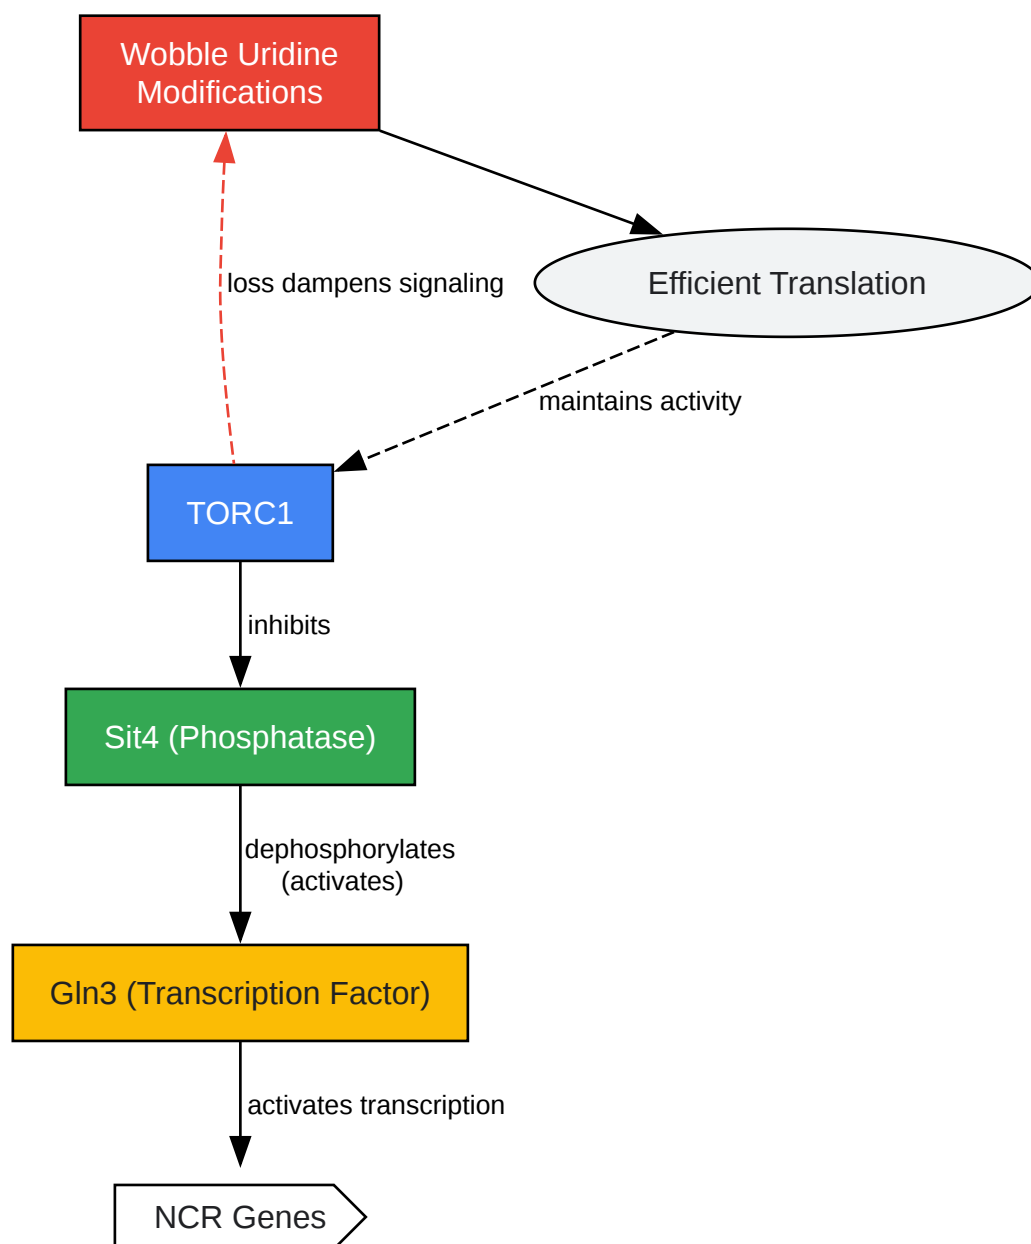 Wobble Uridine
Modifications
loss dampens signaling
Efficient Translation
maintains activity
TORC1
inhibits
Sit4 (Phosphatase)
dephosphorylates
(activates)
Gln3 (Transcription Factor)
activates transcription
NCR Genes